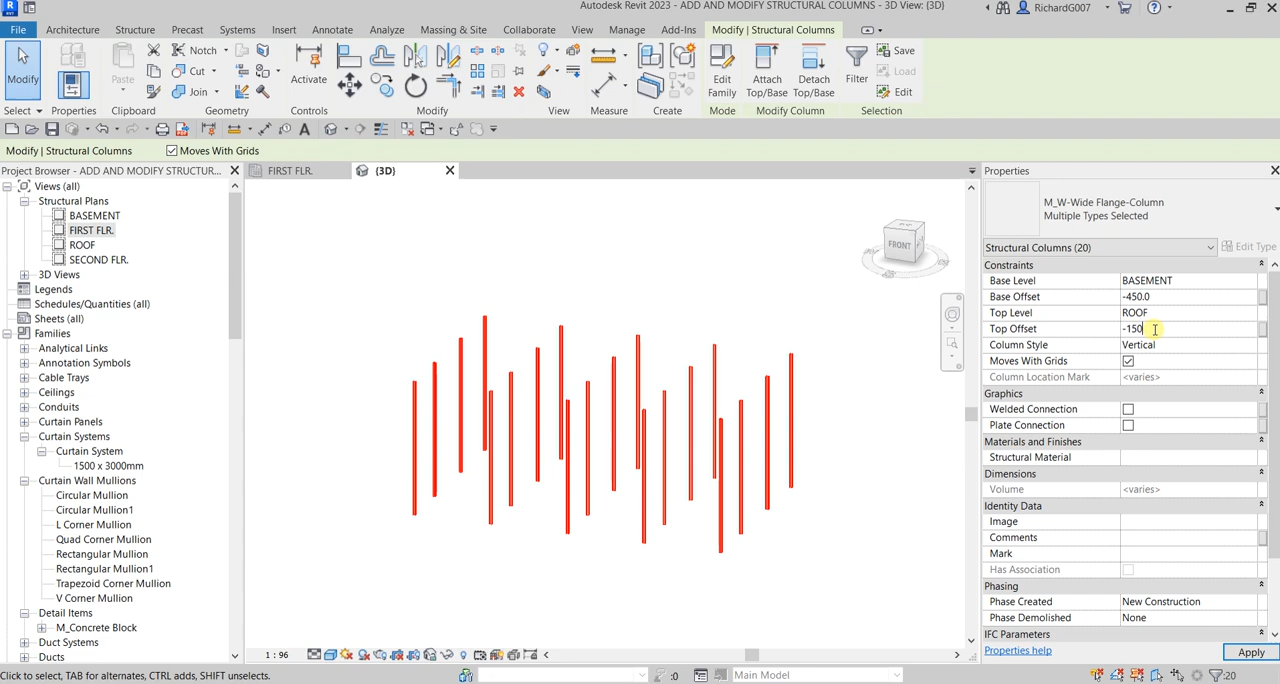 Autodesk Revit 2023 - ADD AND MODIFY STRUCTURAL COLUMNS - 3D View: {3D}
RichardG007
File Architecture Structure Precast Systems Insert Annotate Analyze Massing & Site Collaborate View Manage Add-Ins Modify | Structural Columns
Modify
Paste
Notch
Cut
Join
Activate
Edit Family
Attach Top/Base
Detach Top/Base
Filter
Save
Load
Edit
Select Properties Clipboard Geometry Controls Modify View Measure Create Mode Modify Column Selection
Modify | Structural Columns Moves With Grids
Project Browser - ADD AND MODIFY STRUCTUR...
FIRST FLR.
{3D}
Views (all)
Structural Plans
BASEMENT
FIRST FLR.
ROOF
SECOND FLR.
3D Views
Legends
Schedules/Quantities (all)
Sheets (all)
Families
Analytical Links
Annotation Symbols
Cable Trays
Ceilings
Conduits
Curtain Panels
Curtain Systems
Curtain System
1500 x 3000mm
Curtain Wall Mullions
Circular Mullion
Circular Mullion1
L Corner Mullion
Quad Corner Mullion
Rectangular Mullion
Rectangular Mullion1
Trapezoid Corner Mullion
V Corner Mullion
Detail Items
M_Concrete Block
Duct Systems
Ducts
FRONT
Properties
M_W-Wide Flange-Column
Multiple Types Selected
Structural Columns (20) Edit Type
Constraints
Base Level BASEMENT
Base Offset -450.0
Top Level ROOF
Top Offset -150
Column Style Vertical
Moves With Grids
Column Location Mark <varies>
Graphics
Welded Connection
Plate Connection
Materials and Finishes
Structural Material
Dimensions
Volume <varies>
Identity Data
Image
Comments
Mark
Has Association
Phasing
Phase Created New Construction
Phase Demolished None
IFC Parameters
Properties help Apply
1 : 96
Click to select, TAB for alternates, CTRL adds, SHIFT unselects.
:0
Main Model
:20